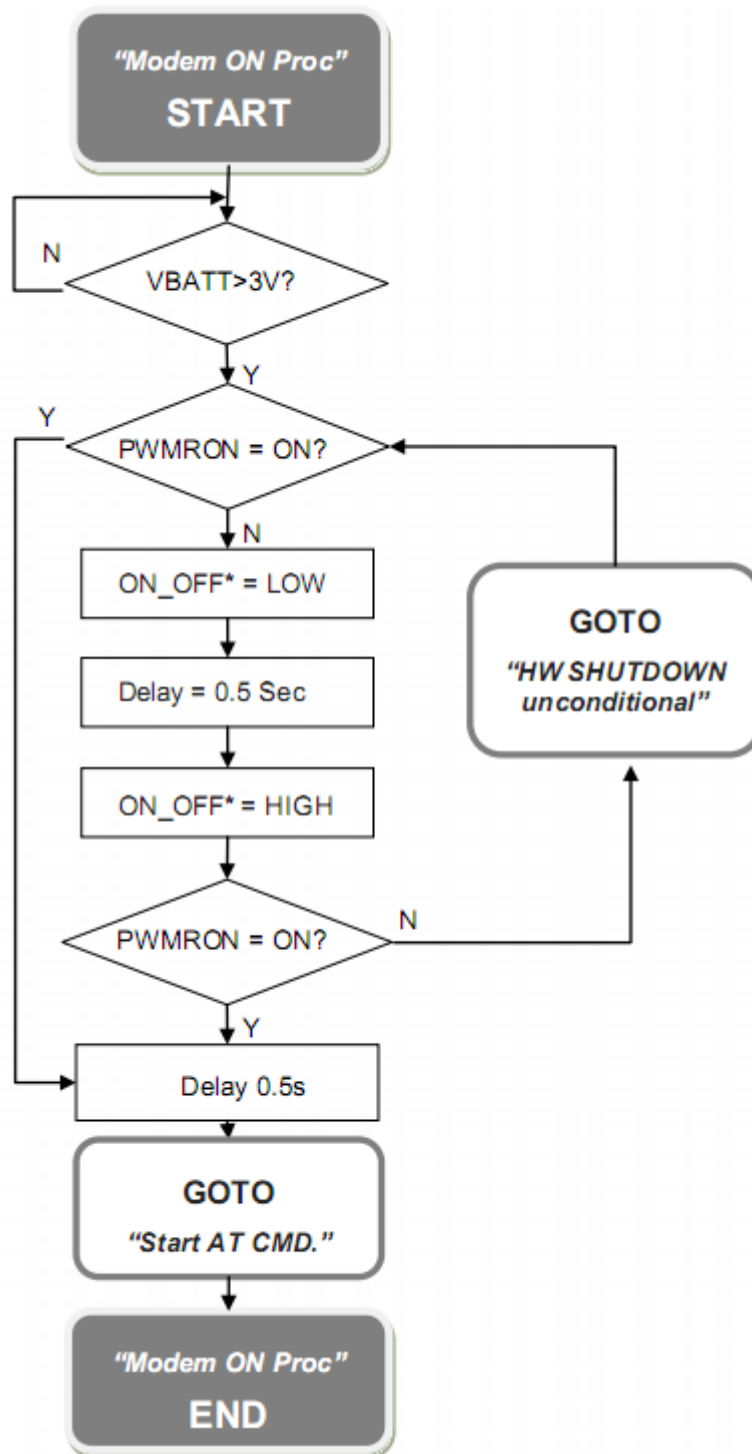 “Modem ON Proc”
START
N
VBATT>3V?
Y
Y
PWMRON = ON?
N
ON_OFF* = LOW
GOTO
“HW SHUTDOWN
unconditional”
Delay = 0.5 Sec
ON_OFF* = HIGH
PWMRON = ON?
N
Y
Delay 0.5s
GOTO
“Start AT CMD.”
“Modem ON Proc”
END